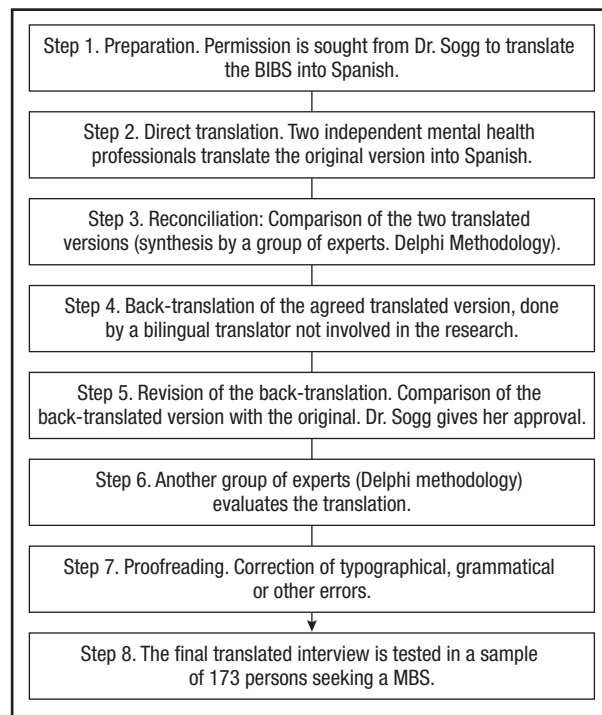 Step 1. Preparation. Permission is sought from Dr. Sogg to translate
the BIBS into Spanish.
Step 2. Direct translation. Two independent mental health
professionals translate the original version into Spanish.
Step 3. Reconciliation: Comparison of the two translated
versions (synthesis by a group of experts. Delphi Methodology).
Step 4. Back-translation of the agreed translated version, done
by a bilingual translator not involved in the research.
Step 5. Revision of the back-translation. Comparison of the
back-translated version with the original. Dr. Sogg gives her approval.
Step 6. Another group of experts (Delphi methodology)
evaluates the translation.
Step 7. Proofreading. Correction of typographical, grammatical
or other errors.
Step 8. The final translated interview is tested in a sample
of 173 persons seeking a MBS.